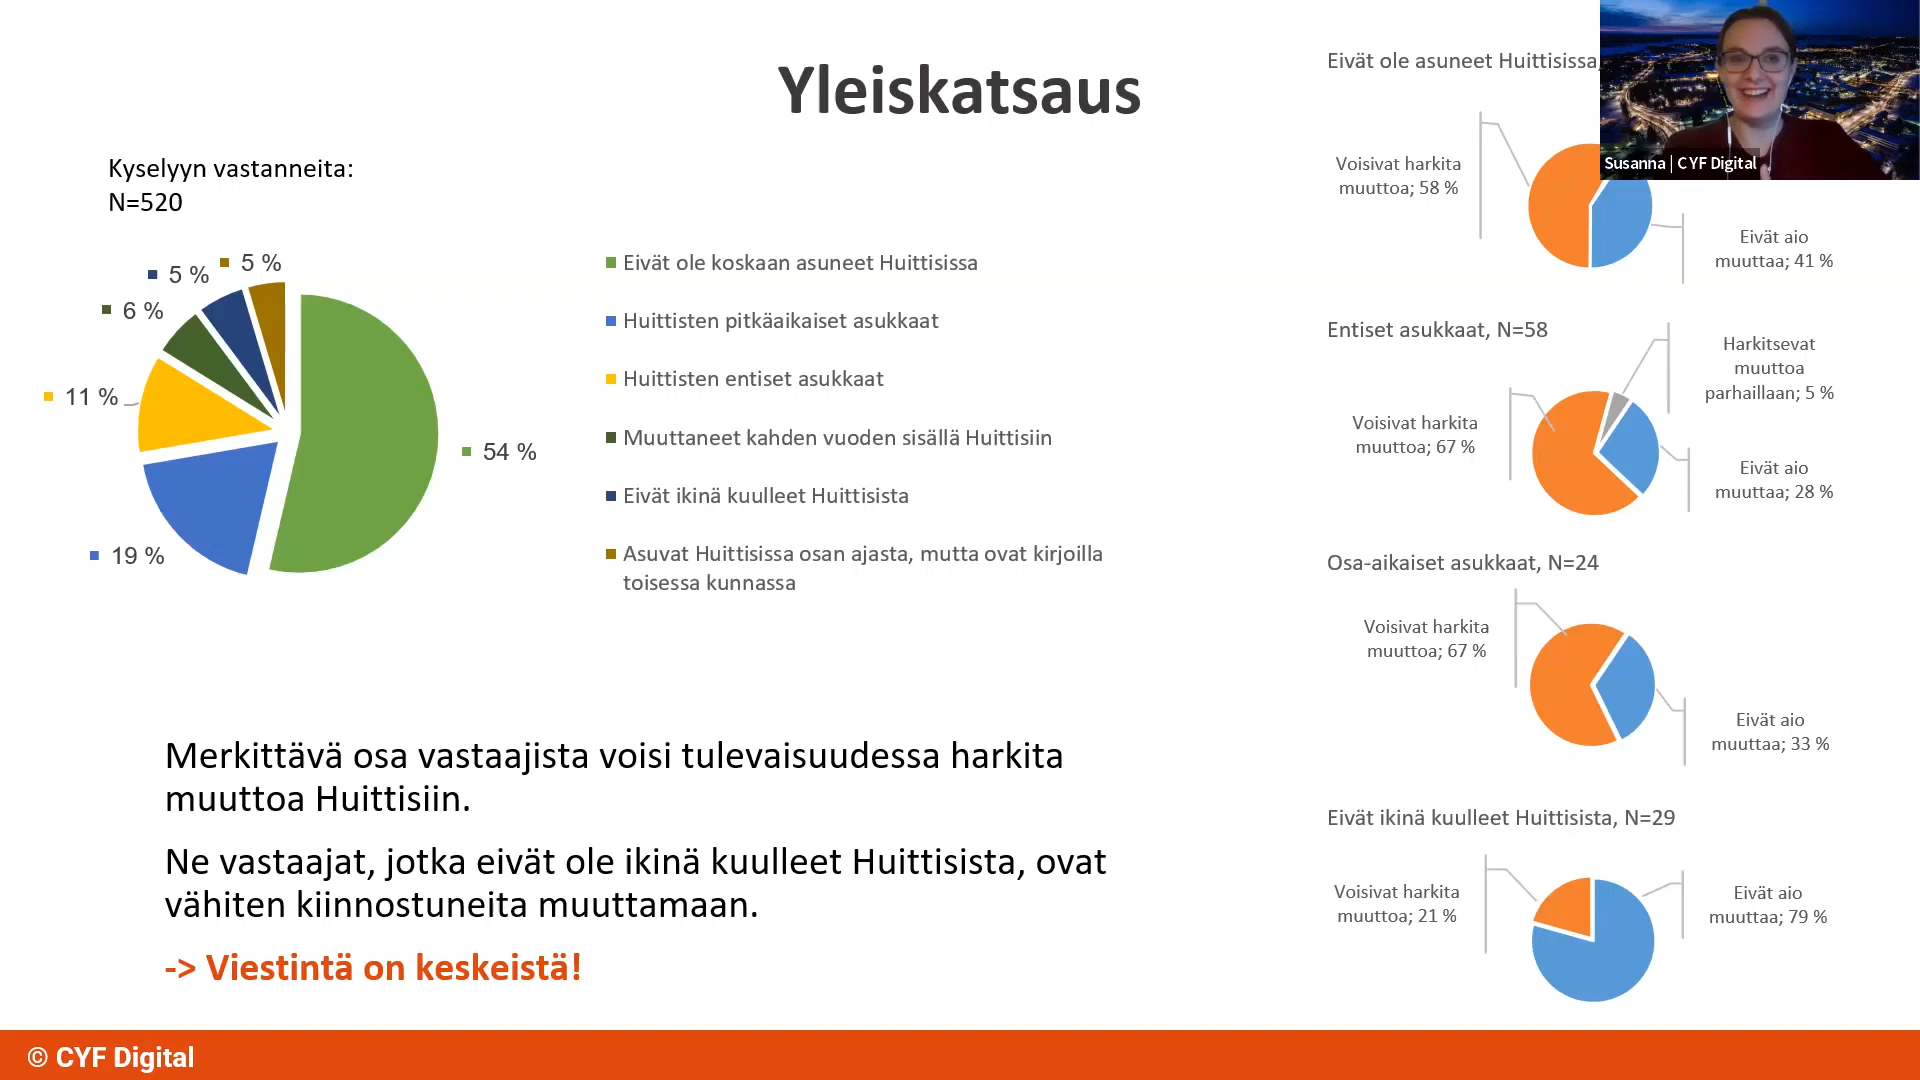 Yleiskatsaus
Kyselyyn vastanneita:
N=520
5 %
5 %
6 %
11 %
19 %
54 %
Eivät ole koskaan asuneet Huittisissa
Huittisten pitkäaikaiset asukkaat
Huittisten entiset asukkaat
Muuttaneet kahden vuoden sisällä Huittisiin
Eivät ikinä kuulleet Huittisista
Asuvat Huittisissa osan ajasta, mutta ovat kirjoilla
toisessa kunnassa
Merkittävä osa vastaajista voisi tulevaisuudessa harkita
muuttoa Huittisiin.
Ne vastaajat, jotka eivät ole ikinä kuulleet Huittisista, ovat
vähiten kiinnostuneita muuttamaan.
-> Viestintä on keskeistä!
Eivät ole asuneet Huittisissa,
Voisivat harkita
muuttoa; 58 %
Eivät aio
muuttaa; 41 %
Entiset asukkaat, N=58
Harkitsevat
muuttoa
parhaillaan; 5 %
Voisivat harkita
muuttoa; 67 %
Eivät aio
muuttaa; 28 %
Osa-aikaiset asukkaat, N=24
Voisivat harkita
muuttoa; 67 %
Eivät aio
muuttaa; 33 %
Eivät ikinä kuulleet Huittisista, N=29
Voisivat harkita
muuttoa; 21 %
Eivät aio
muuttaa; 79 %
Susanna | CYF Digital
© CYF Digital